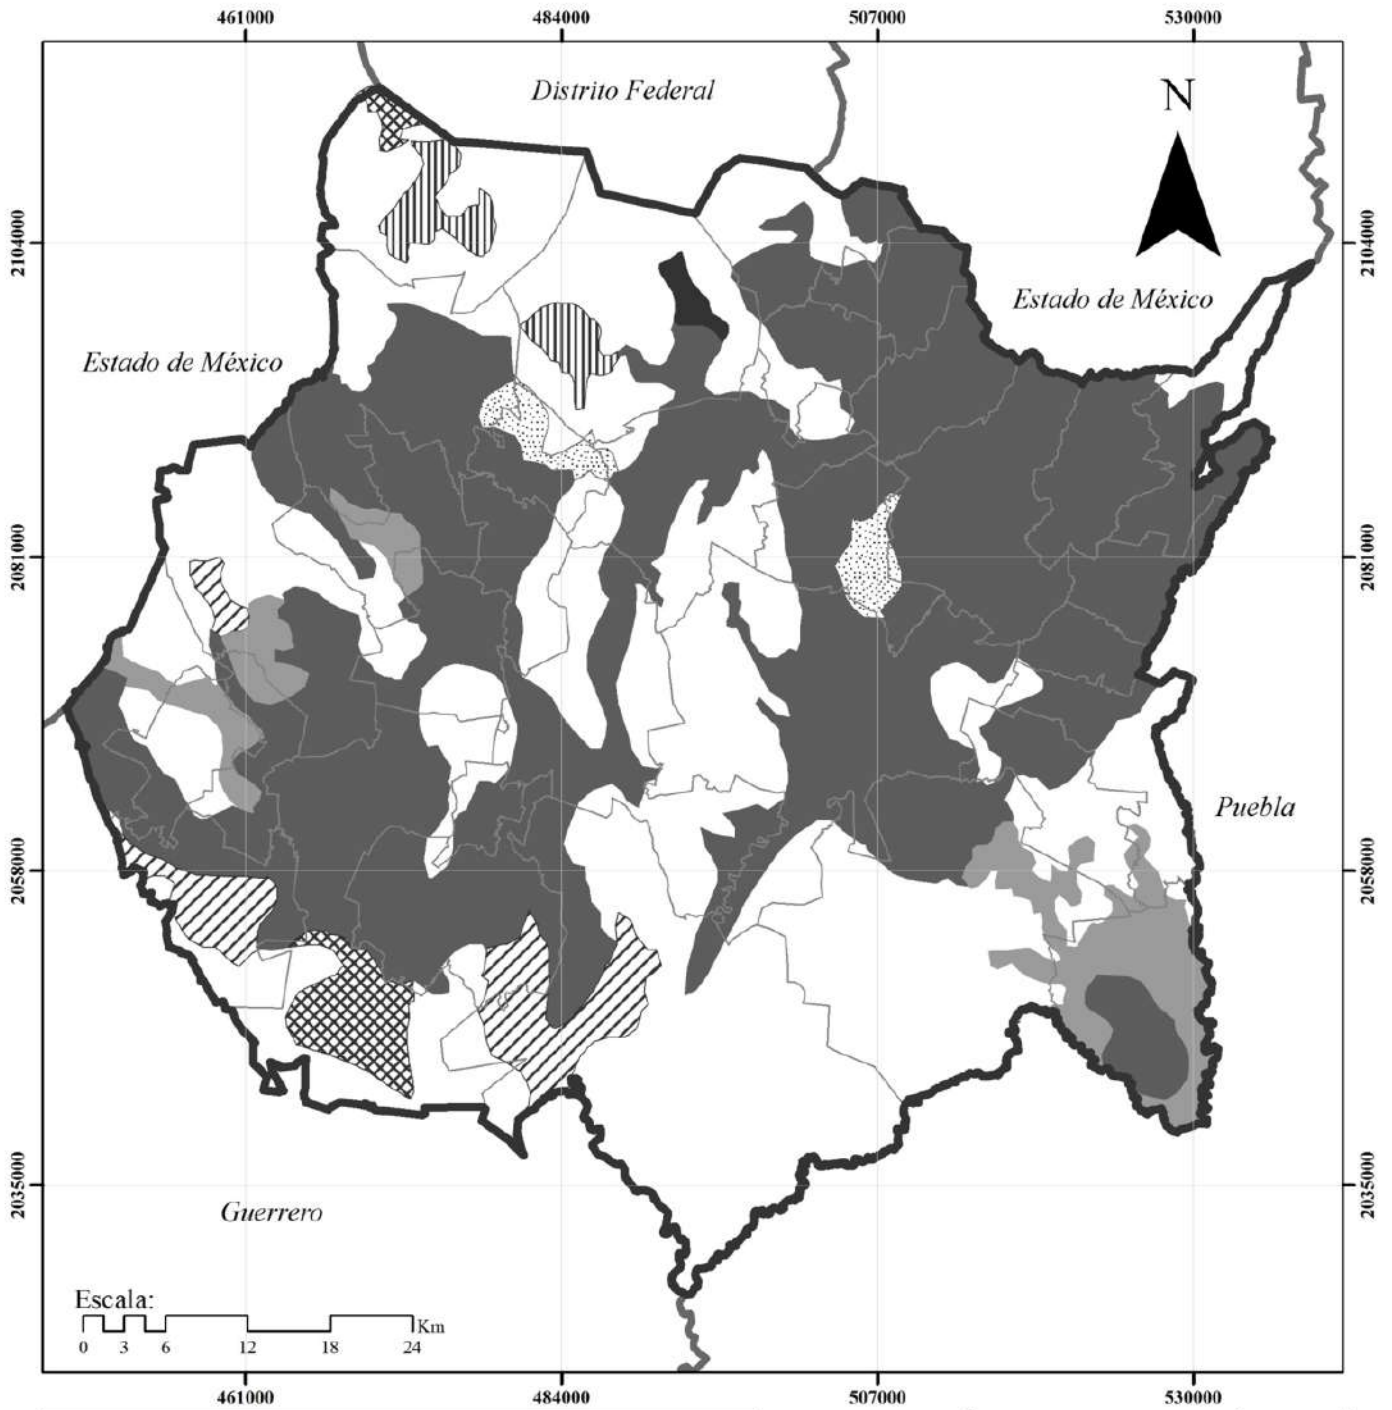 461000 484000 507000 530000
Distrito Federal
N
2104000 2104000
Estado de México
Estado de México
2081000 2081000
Puebla
2058000 2058000
2035000 2035000
Guerrero
Escala:
Km
0 3 6 12 18 24
461000 484000 507000 530000